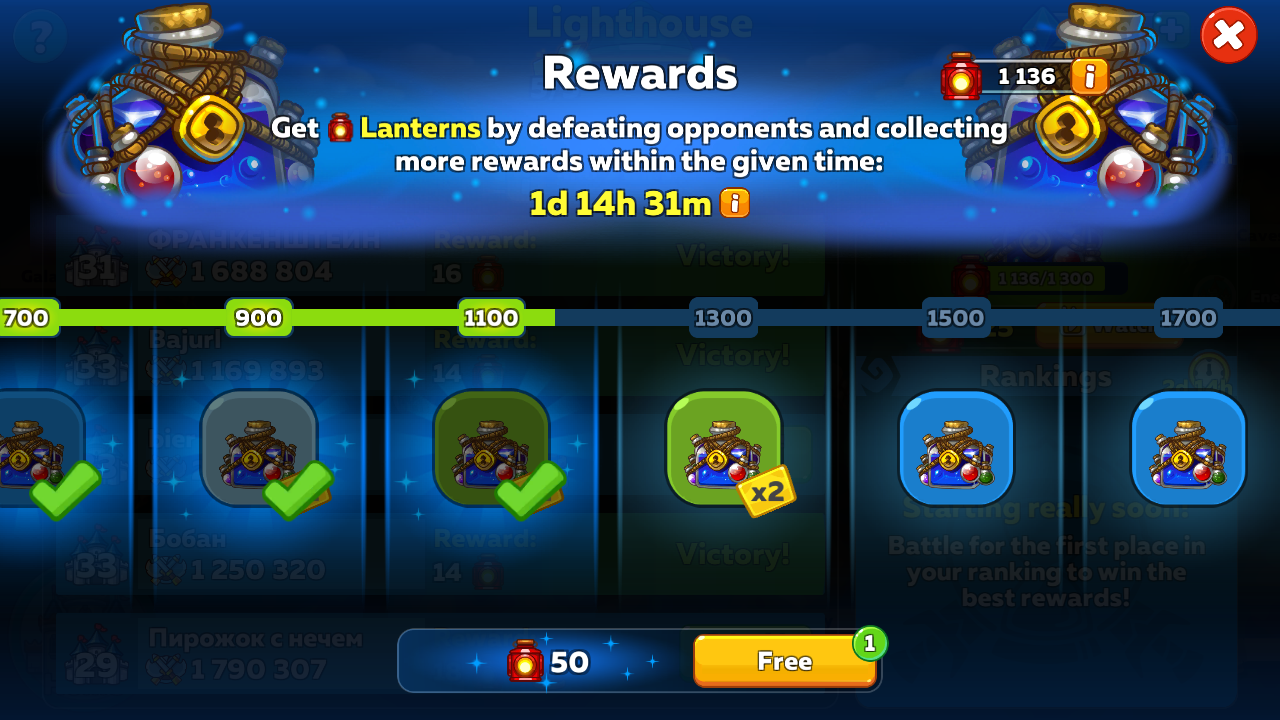 Lighthouse
Rewards
1 136
Get Lanterns by defeating opponents and collecting
more rewards within the given time:
1d 14h 31m
ФРАНКЕНШТЕЙН
Reward:
Victory!
31
1 688 804
16
1 136/1 300
700
900
1100
1300
1500
1700
Bajurl
Reward:
Victory!
33
1 169 893
14
Rankings
x2
Starting really soon!
Бобан
Reward:
Victory!
33
1 250 320
14
Battle for the first place in
your ranking to win the
best rewards!
Пирожок с нечем
29
1 790 307
50
Free
1